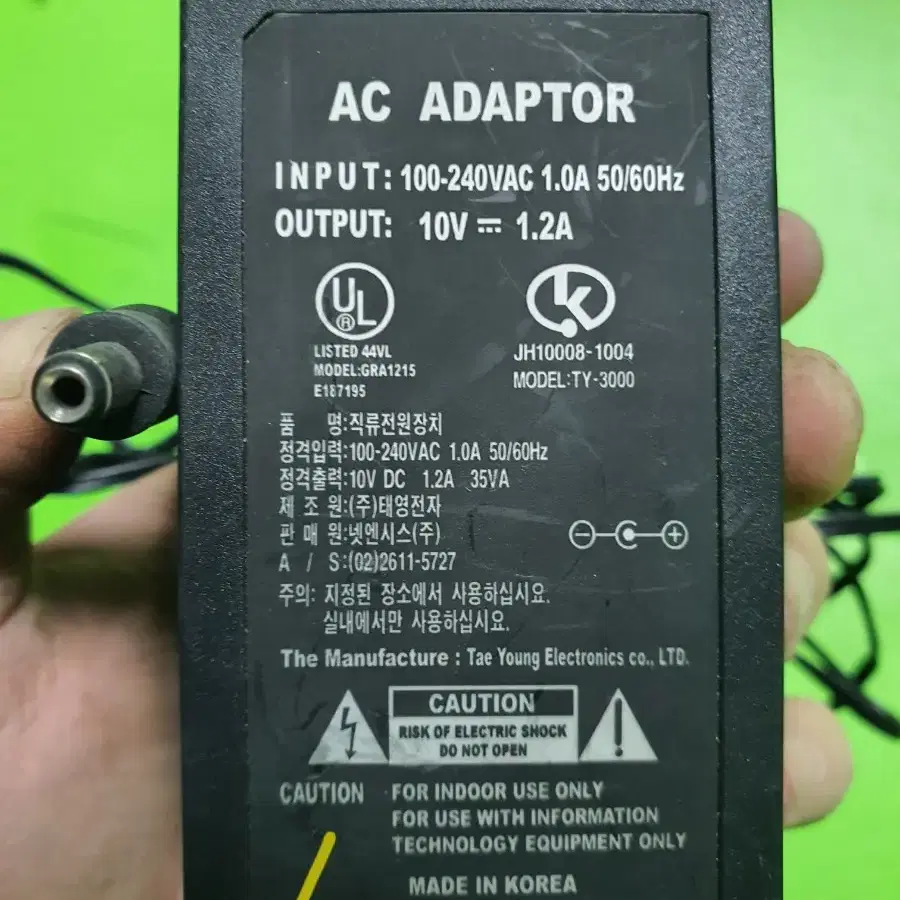 AC ADAPTOR
INPUT: 100-240VAC 1.0A 50/60Hz
OUTPUT: 10V ⎓ 1.2A
UL
®
LISTED 44VL
MODEL:GRA1215
E187195
K
JH10008-1004
MODEL:TY-3000
품 명:직류전원장치
정격입력:100-240VAC 1.0A 50/60Hz
정격출력:10V DC 1.2A 35VA
제 조 원:(주)태영전자
판 매 원:넷엔시스(주)
A / S:(02)2611-5727
주의: 지정된 장소에서 사용하십시요.
실내에서만 사용하십시요.
The Manufacture : Tae Young Electronics co., LTD.
CAUTION
RISK OF ELECTRIC SHOCK
DO NOT OPEN
CAUTION FOR INDOOR USE ONLY
FOR USE WITH INFORMATION
TECHNOLOGY EQUIPMENT ONLY
MADE IN KOREA